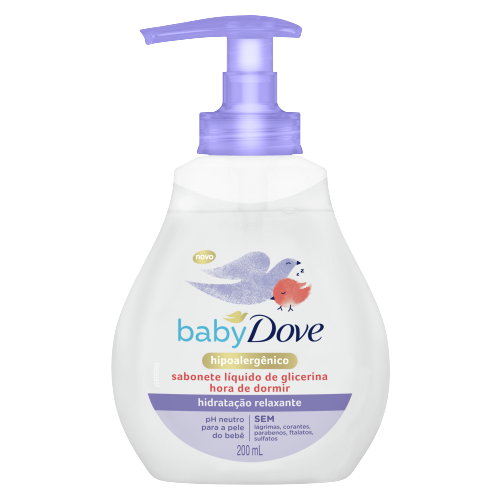 novo
z z z
baby Dove
hipoalergênico
sabonete líquido de glicerina
hora de dormir
hidratação relaxante
pH neutro
para a pele
do bebê
SEM
lágrimas, corantes,
parabenos, ftalatos,
sulfatos
200 mL